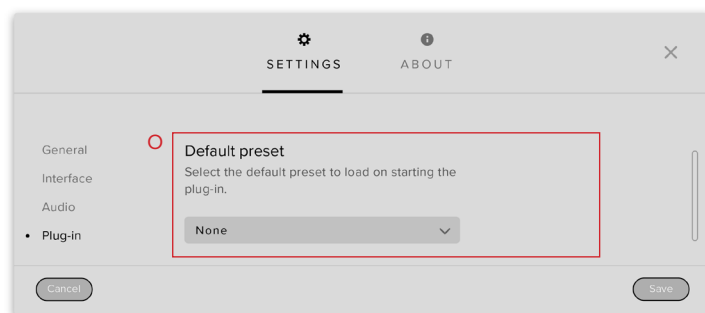 SETTINGS
ABOUT
General
Interface
Audio
Plug-in
O
Default preset
Select the default preset to load on starting the
plug-in.
None
Cancel
Save